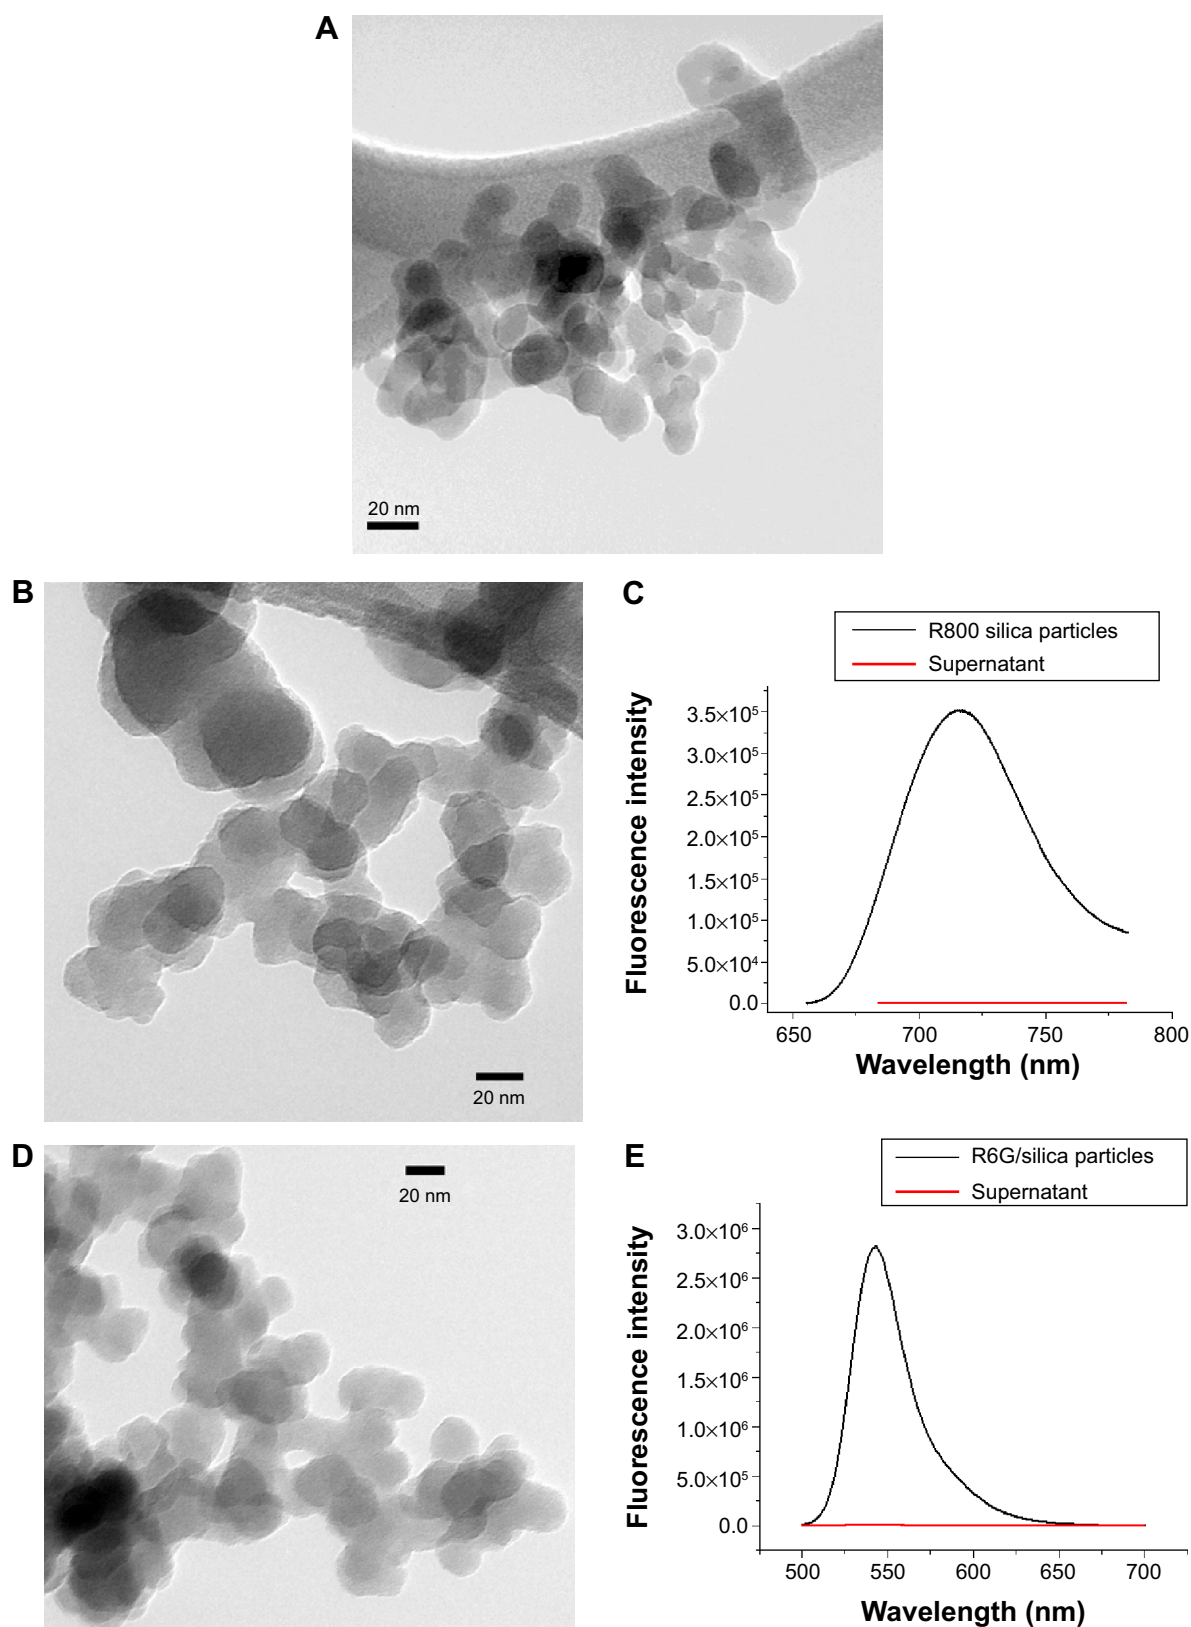 A
20 nm
B
20 nm
C
R800 silica particles
Supernatant
Fluorescence intensity
3.5×10⁵
3.0×10⁵
2.5×10⁵
2.0×10⁵
1.5×10⁵
1.0×10⁵
5.0×10⁴
0.0
650 700 750 800
Wavelength (nm)
D
20 nm
E
R6G/silica particles
Supernatant
Fluorescence intensity
3.0×10⁶
2.5×10⁶
2.0×10⁶
1.5×10⁶
1.0×10⁶
5.0×10⁵
0.0
500 550 600 650 700
Wavelength (nm)